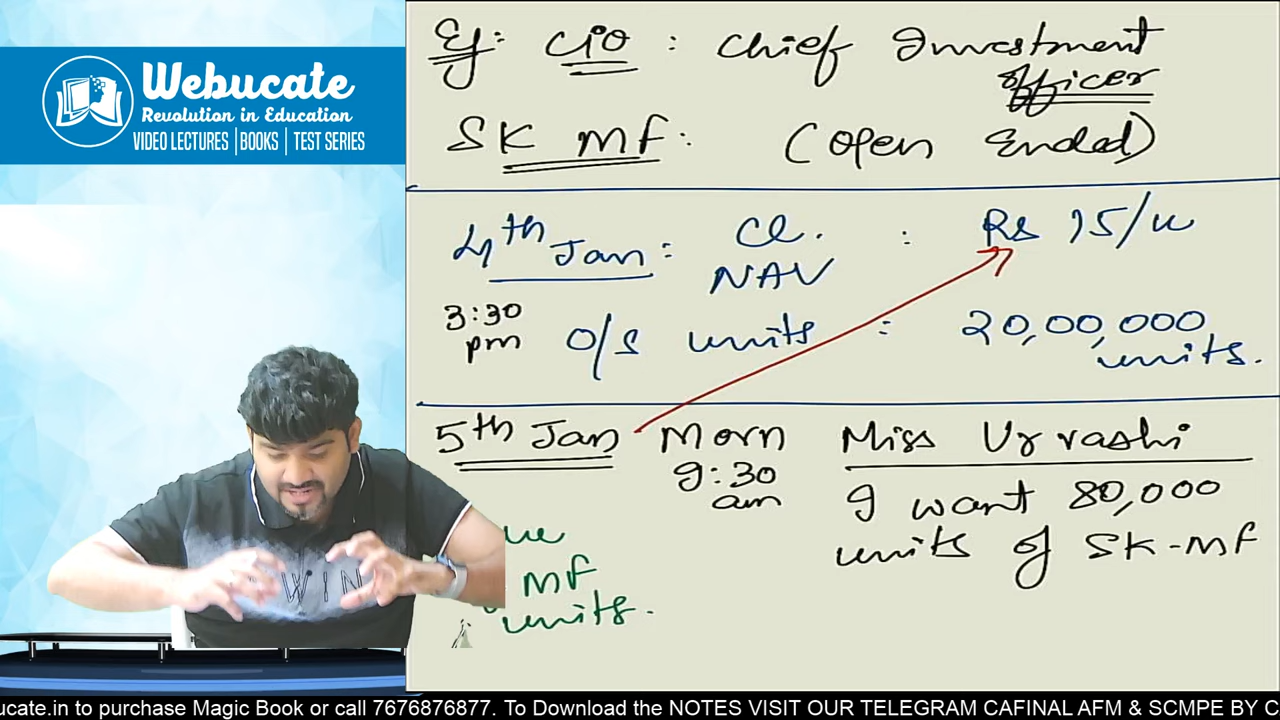 Webucate
Revolution in Education
VIDEO LECTURES | BOOKS | TEST SERIES
Eg: CIO : Chief Investment
officer
SK MF: (open Ended)
4th Jan: Cl. : Rs 15/u
NAV
3:30
pm
O/S units : 20,00,000
units.
5th Jan Morn Miss Urvashi
9:30
am
I want 80,000
units of SK-MF
ue
MF
units.
ucate.in to purchase Magic Book or call 7676876877. To Download the NOTES VISIT OUR TELEGRAM CAFINAL AFM & SCMPE BY C